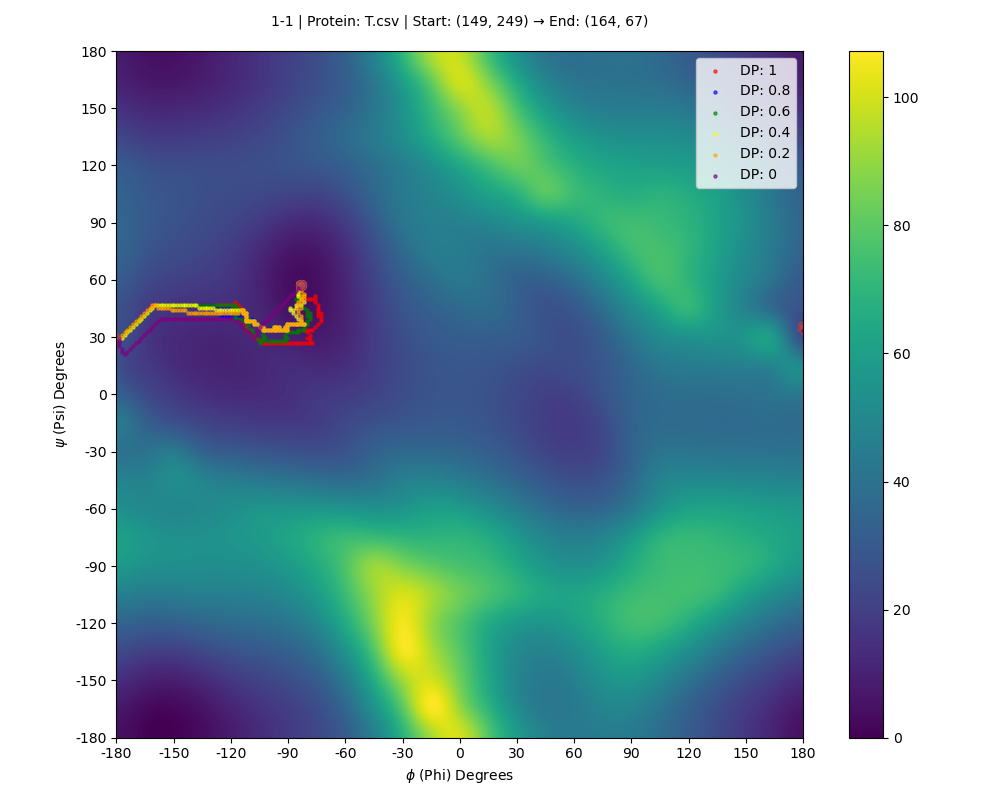 1-1 | Protein: T.csv | Start: (149, 249) → End: (164, 67)
180
150
120
90
60
30
0
-30
-60
-90
-120
-150
-180
ψ (Psi) Degrees
-180 -150 -120 -90 -60 -30 0 30 60 90 120 150 180
ϕ (Phi) Degrees
DP: 1
DP: 0.8
DP: 0.6
DP: 0.4
DP: 0.2
DP: 0
100
80
60
40
20
0